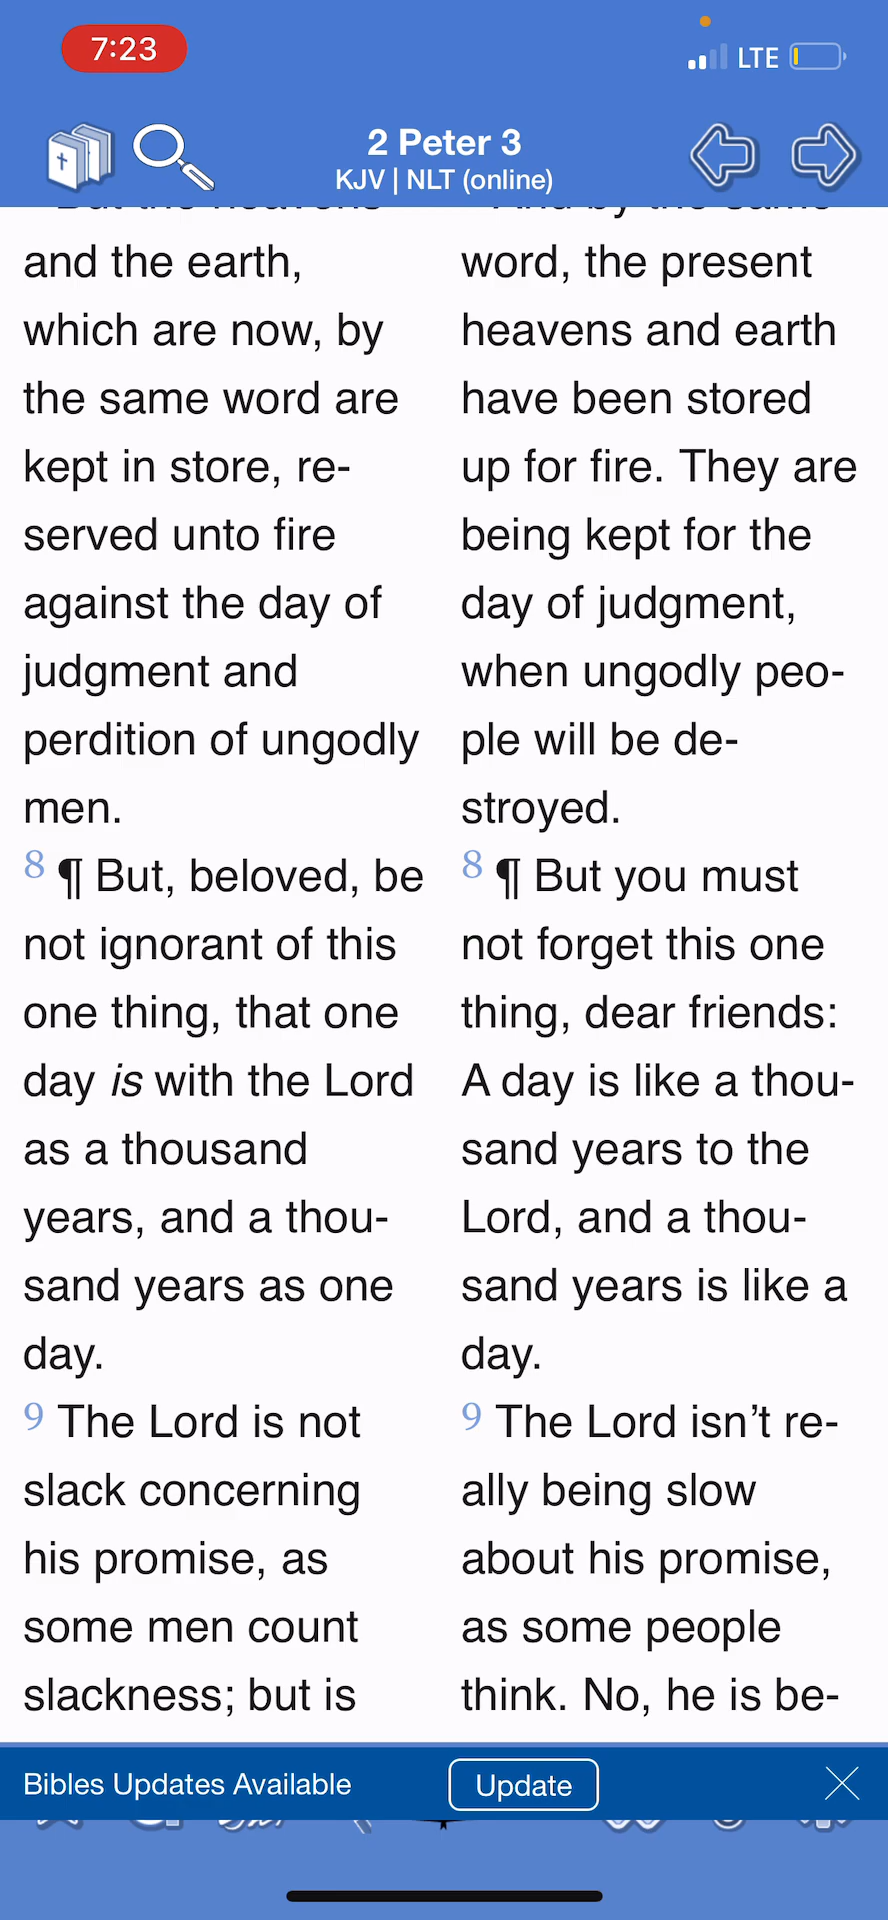 7:23
LTE
2 Peter 3
KJV | NLT (online)
and the earth,
which are now, by
the same word are
kept in store, re-
served unto fire
against the day of
judgment and
perdition of ungodly
men.
8 ¶ But, beloved, be
not ignorant of this
one thing, that one
day is with the Lord
as a thousand
years, and a thou-
sand years as one
day.
9 The Lord is not
slack concerning
his promise, as
some men count
slackness; but is
And by the same
word, the present
heavens and earth
have been stored
up for fire. They are
being kept for the
day of judgment,
when ungodly peo-
ple will be de-
stroyed.
8 ¶ But you must
not forget this one
thing, dear friends:
A day is like a thou-
sand years to the
Lord, and a thou-
sand years is like a
day.
9 The Lord isn’t re-
ally being slow
about his promise,
as some people
think. No, he is be-
Bibles Updates Available
Update